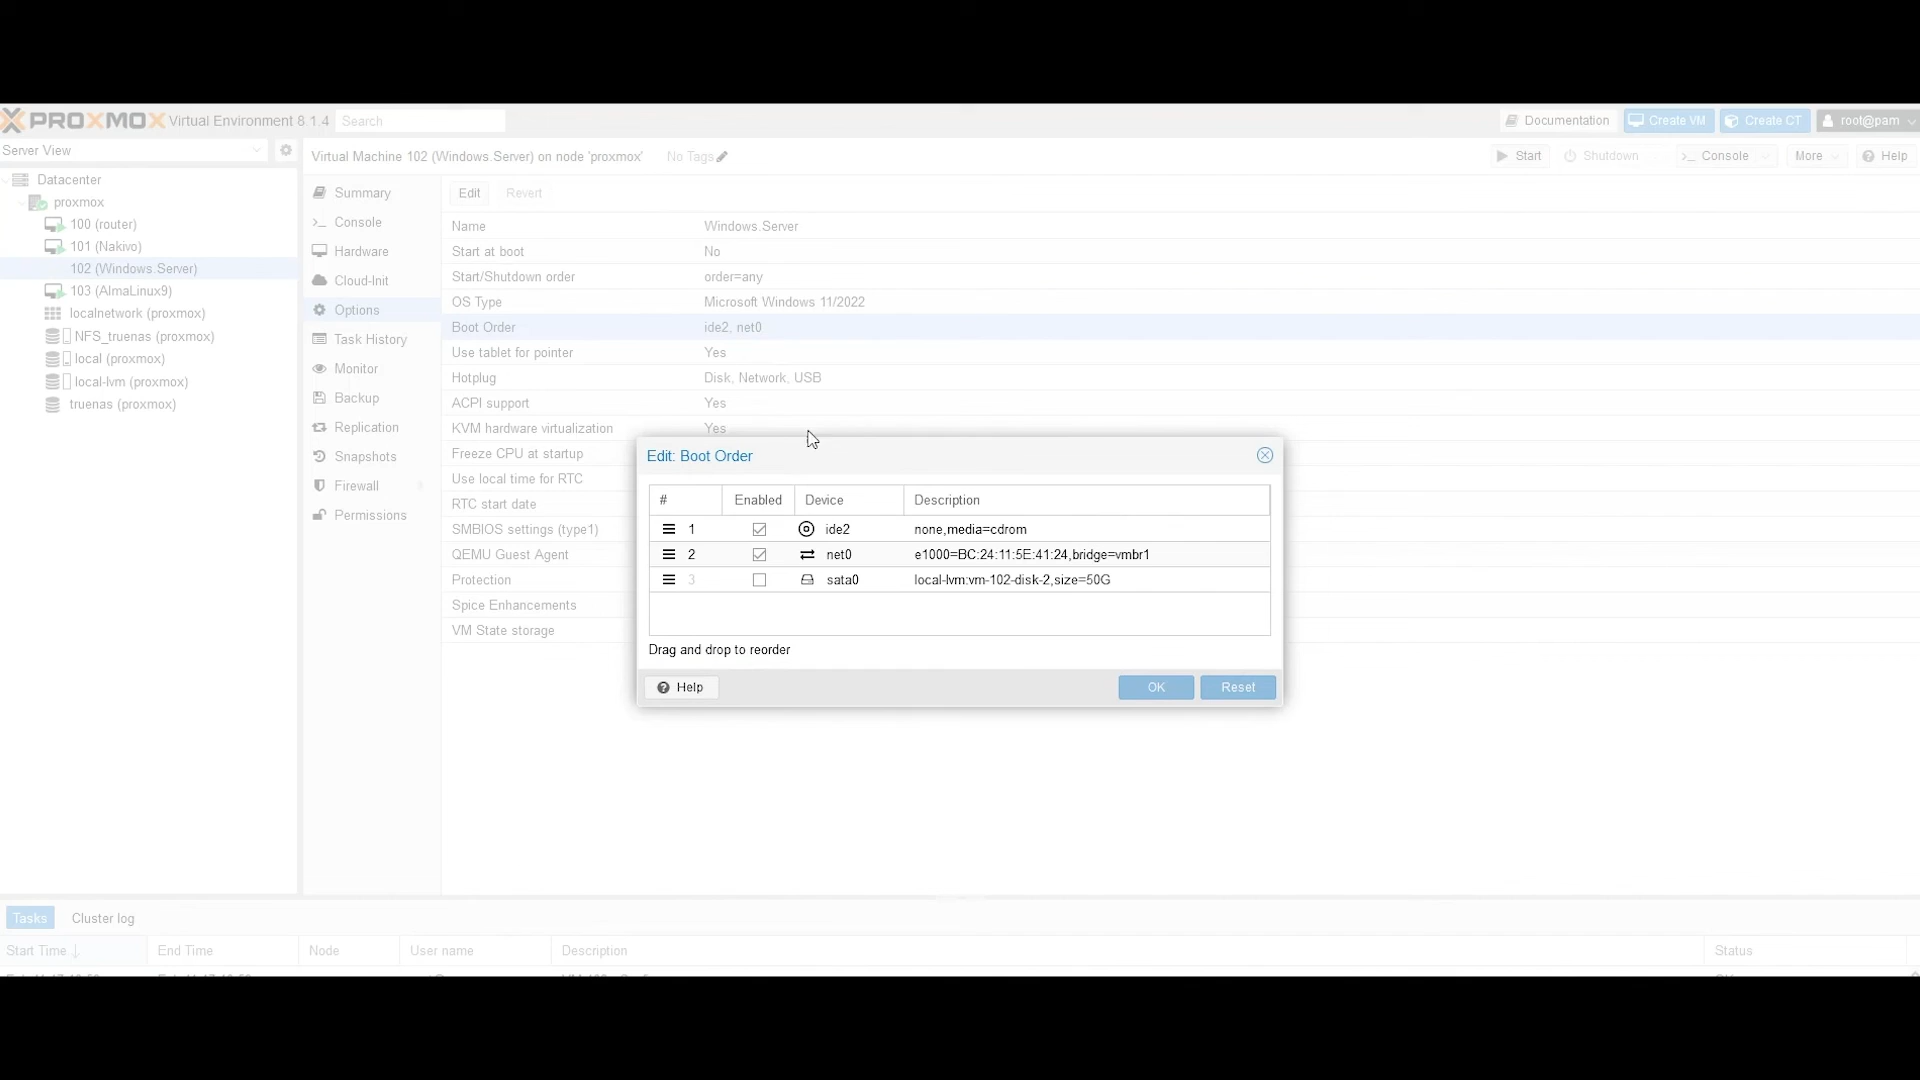 PROXMOX Virtual Environment 8.1.4 Search Documentation Create VM Create CT root@pam
Server View
Virtual Machine 102 (Windows.Server) on node 'proxmox' No Tags Start Shutdown >_ Console More Help
Datacenter
proxmox
100 (router)
101 (Nakivo)
102 (Windows.Server)
103 (AlmaLinux9)
localnetwork (proxmox)
NFS_truenas (proxmox)
local (proxmox)
local-lvm (proxmox)
truenas (proxmox)
Summary
>_ Console
Hardware
Cloud-Init
Options
Task History
Monitor
Backup
Replication
Snapshots
Firewall
Permissions
Edit Revert
Name Windows.Server
Start at boot No
Start/Shutdown order order=any
OS Type Microsoft Windows 11/2022
Boot Order ide2, net0
Use tablet for pointer Yes
Hotplug Disk, Network, USB
ACPI support Yes
KVM hardware virtualization Yes
Freeze CPU at startup
Use local time for RTC
RTC start date
SMBIOS settings (type1)
QEMU Guest Agent
Protection
Spice Enhancements
VM State storage
Edit: Boot Order
# Enabled Device Description
1 ide2 none,media=cdrom
2 net0 e1000=BC:24:11:5E:41:24,bridge=vmbr1
3 sata0 local-lvm:vm-102-disk-2,size=50G
Drag and drop to reorder
Help OK Reset
Tasks Cluster log
Start Time End Time Node User name Description Status